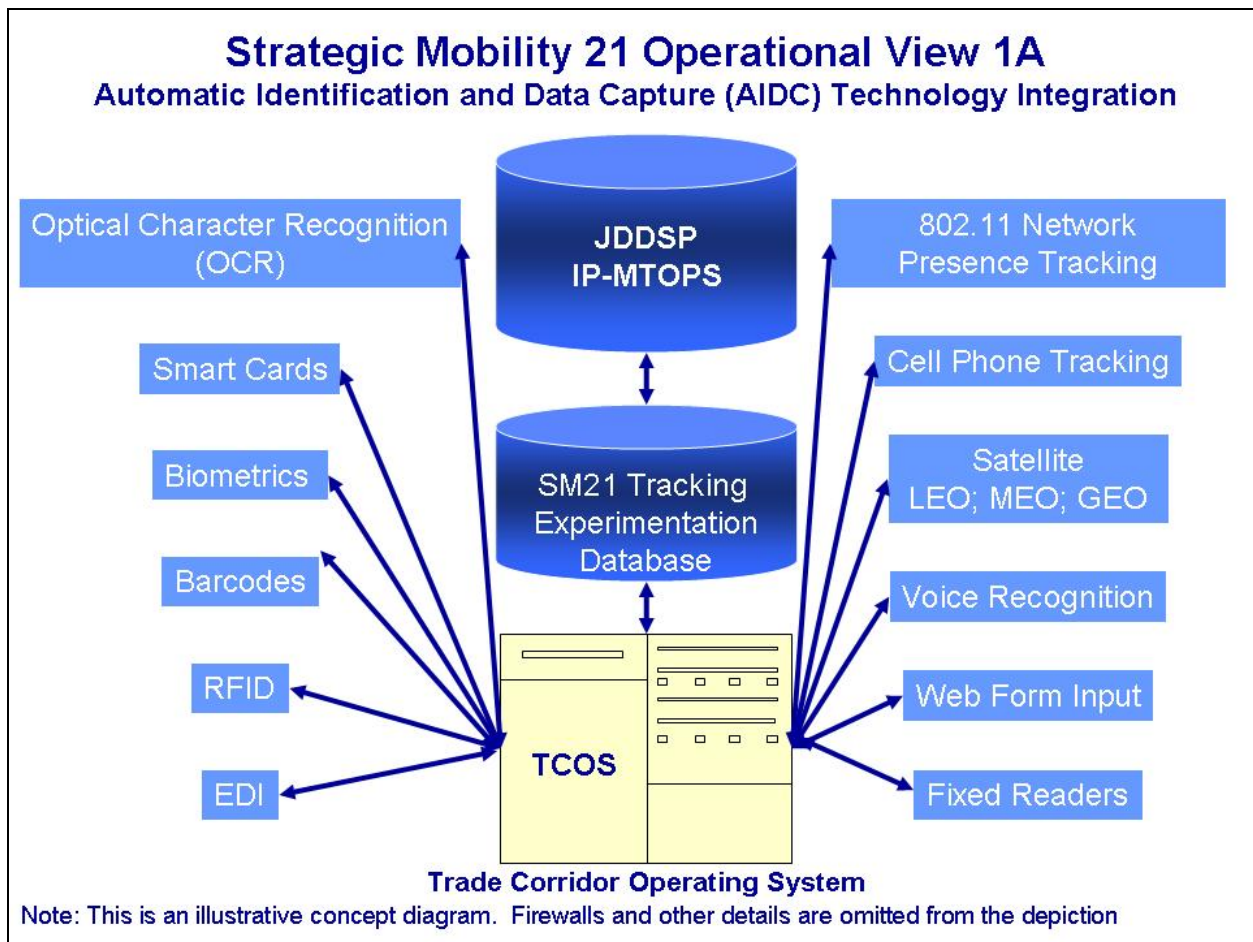 Strategic Mobility 21 Operational View 1A
Automatic Identification and Data Capture (AIDC) Technology Integration
Optical Character Recognition
(OCR)
Smart Cards
Biometrics
Barcodes
RFID
EDI
JDDSP
IP-MTOPS
SM21 Tracking
Experimentation
Database
TCOS
802.11 Network
Presence Tracking
Cell Phone Tracking
Satellite
LEO; MEO; GEO
Voice Recognition
Web Form Input
Fixed Readers
Trade Corridor Operating System
Note: This is an illustrative concept diagram.  Firewalls and other details are omitted from the depiction